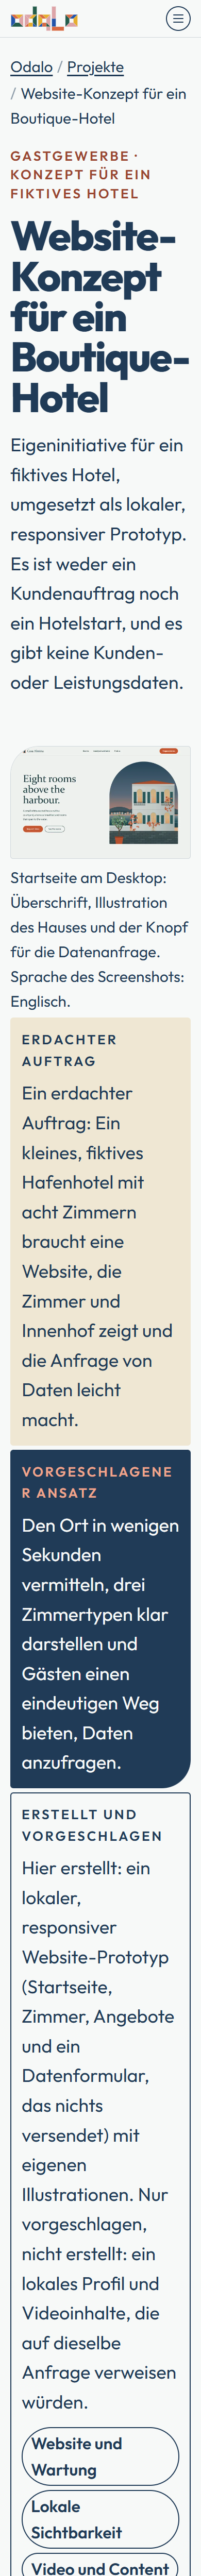 odalo
Odalo / Projekte
/ Website-Konzept für ein
Boutique-Hotel
GASTGEWERBE ·
KONZEPT FÜR EIN
FIKTIVES HOTEL
Website-
Konzept
für ein
Boutique-
Hotel
Eigeninitiative für ein
fiktives Hotel,
umgesetzt als lokaler,
responsiver Prototyp.
Es ist weder ein
Kundenauftrag noch
ein Hotelstart, und es
gibt keine Kunden-
oder Leistungsdaten.
Eight rooms
above the
harbour.
Startseite am Desktop:
Überschrift, Illustration
des Hauses und der Knopf
für die Datenanfrage.
Sprache des Screenshots:
Englisch.
ERDACHTER
AUFTRAG
Ein erdachter
Auftrag: Ein
kleines, fiktives
Hafenhotel mit
acht Zimmern
braucht eine
Website, die
Zimmer und
Innenhof zeigt und
die Anfrage von
Daten leicht
macht.
VORGESCHLAGENE
R ANSATZ
Den Ort in wenigen
Sekunden
vermitteln, drei
Zimmertypen klar
darstellen und
Gästen einen
eindeutigen Weg
bieten, Daten
anzufragen.
ERSTELLT UND
VORGESCHLAGEN
Hier erstellt: ein
lokaler,
responsiver
Website-Prototyp
(Startseite,
Zimmer, Angebote
und ein
Datenformular,
das nichts
versendet) mit
eigenen
Illustrationen. Nur
vorgeschlagen,
nicht erstellt: ein
lokales Profil und
Videoinhalte, die
auf dieselbe
Anfrage verweisen
würden.
Website und
Wartung
Lokale
Sichtbarkeit
Video und Content